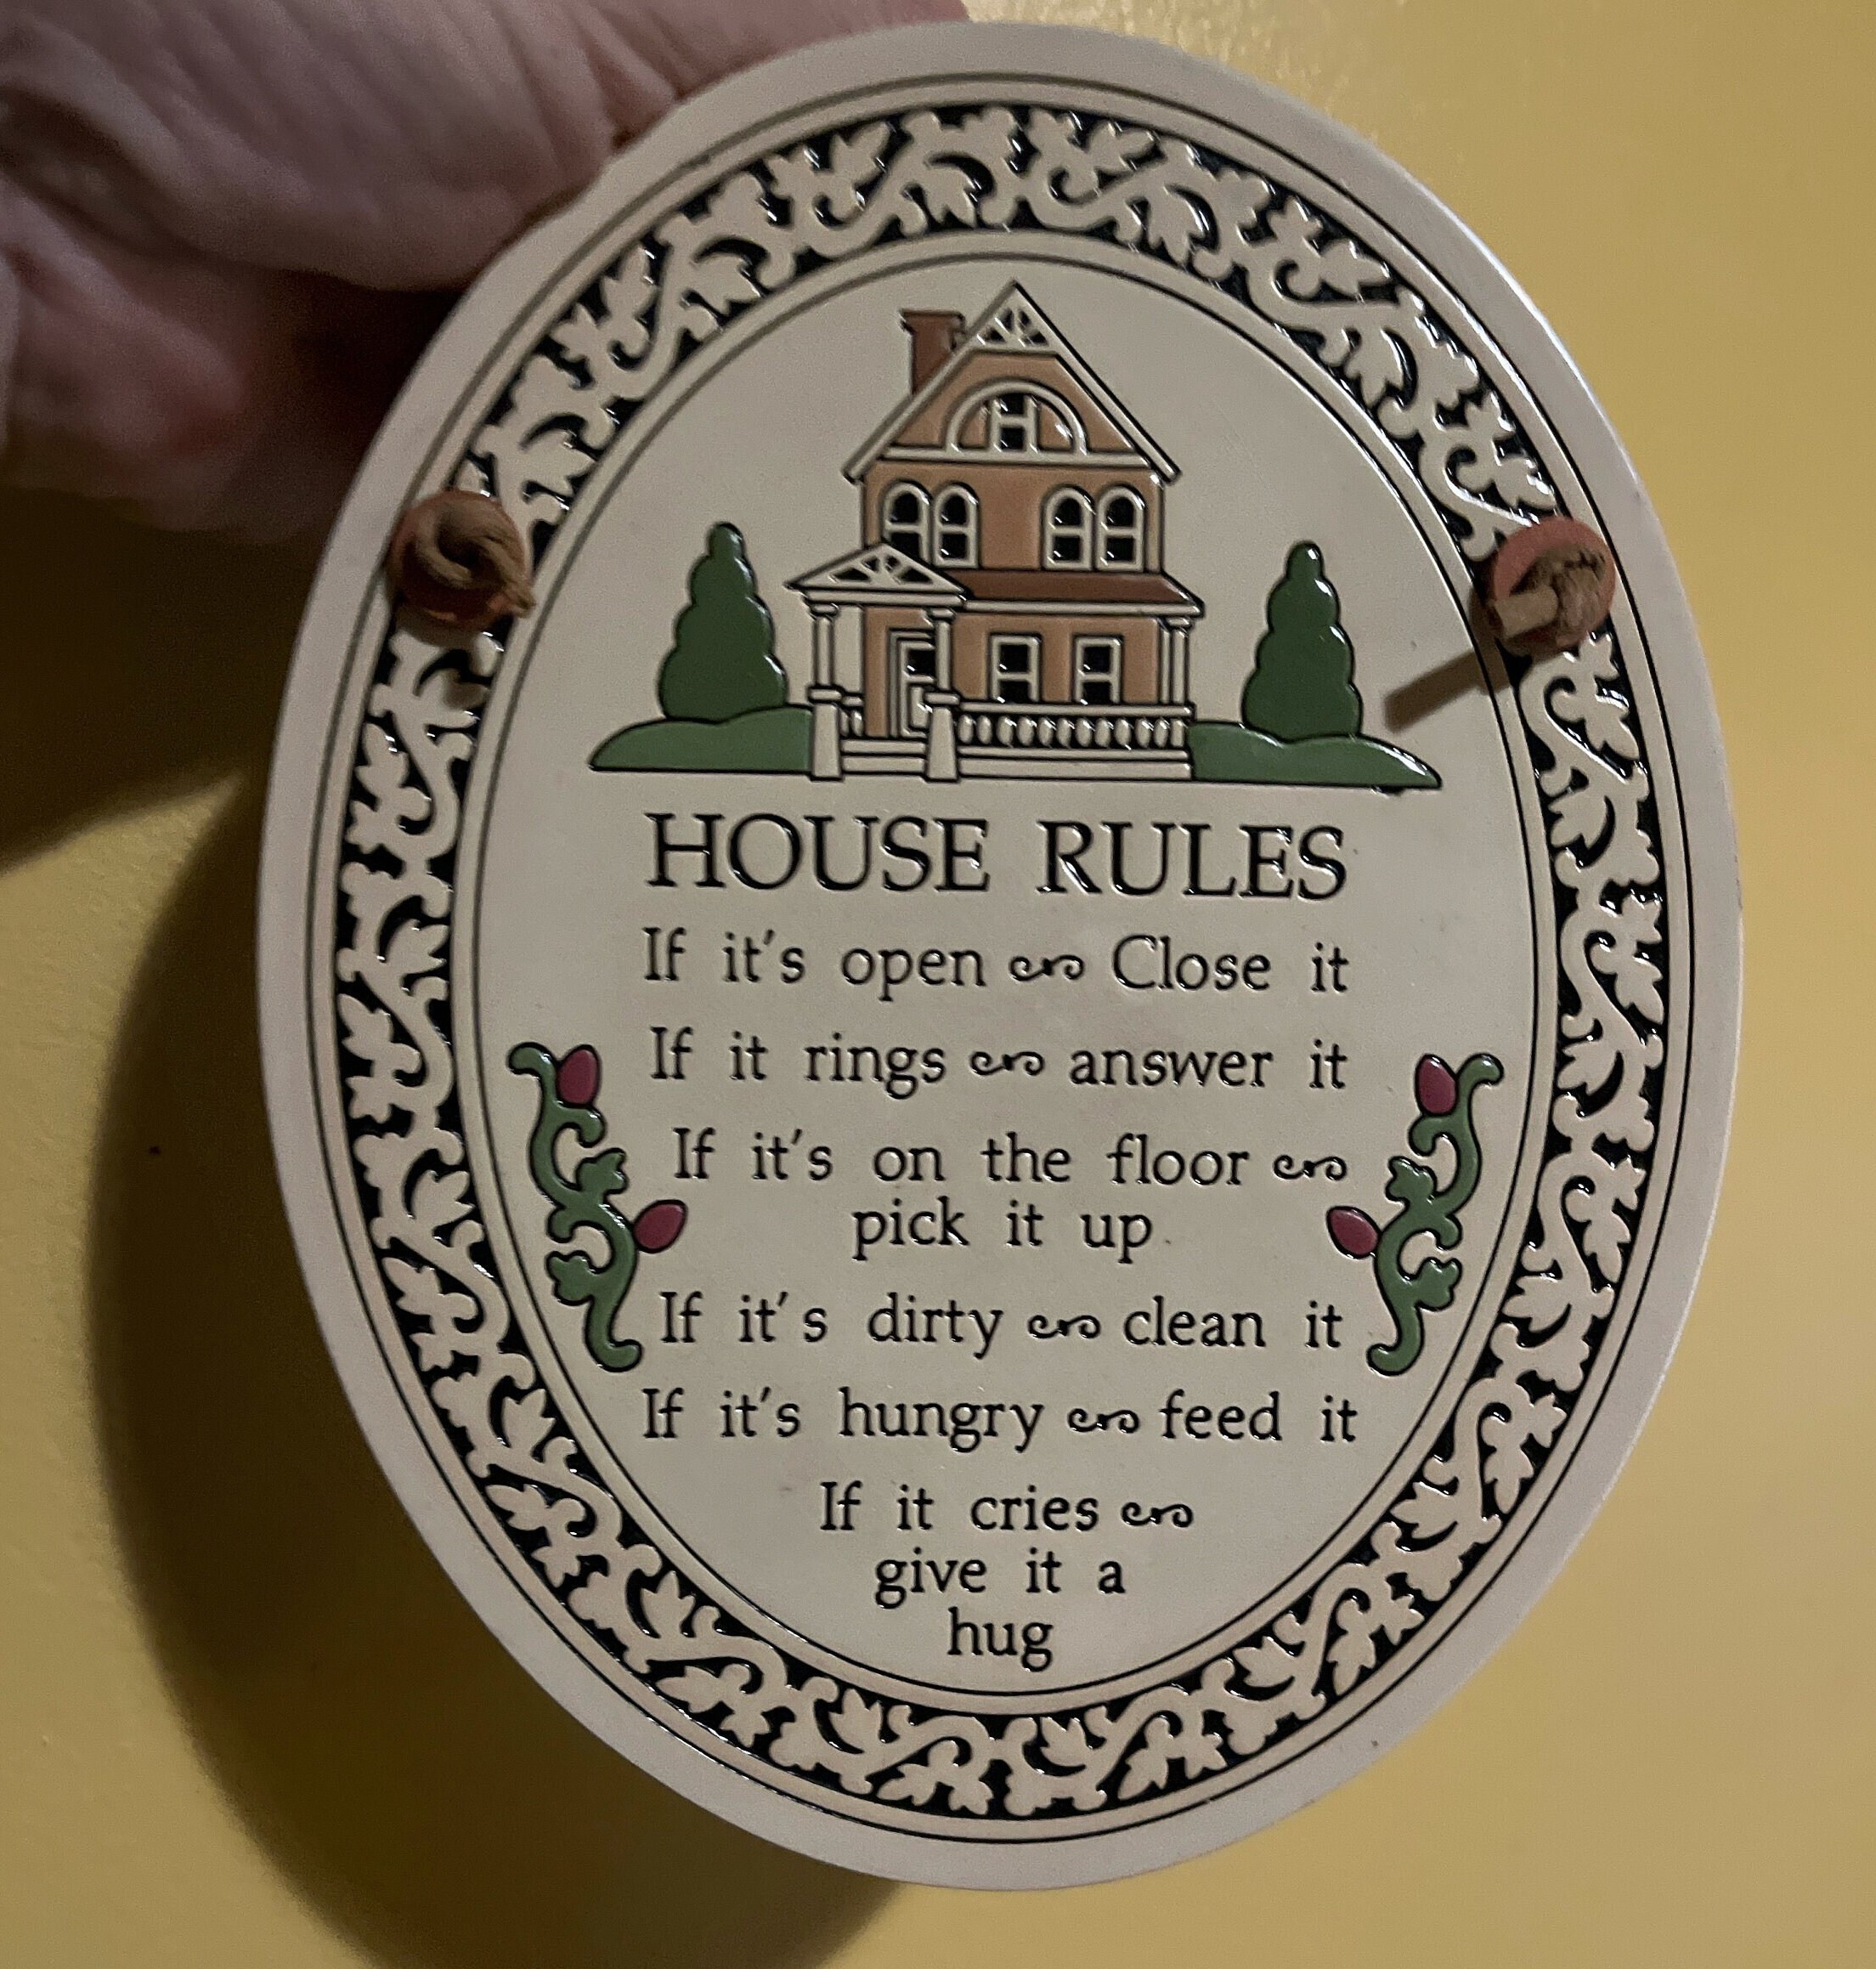 HOUSE RULES
If it's open Close it
If it rings answer it
If it's on the floor
pick it up
If it's dirty clean it
If it's hungry feed it
If it cries
give it a
hug